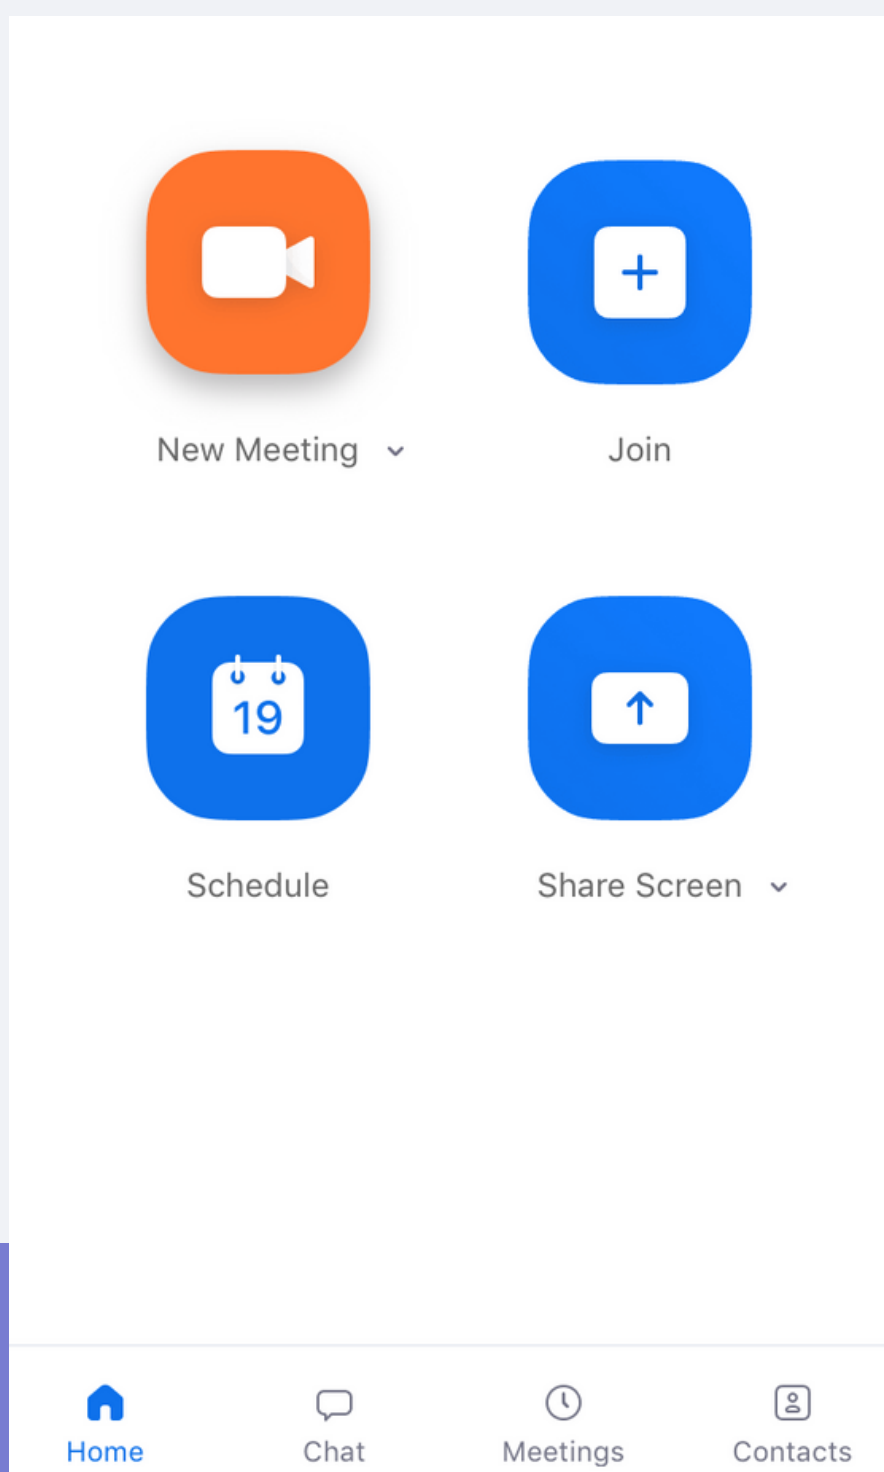 New Meeting
Join
19
Schedule
Share Screen
Home
Chat
Meetings
Contacts